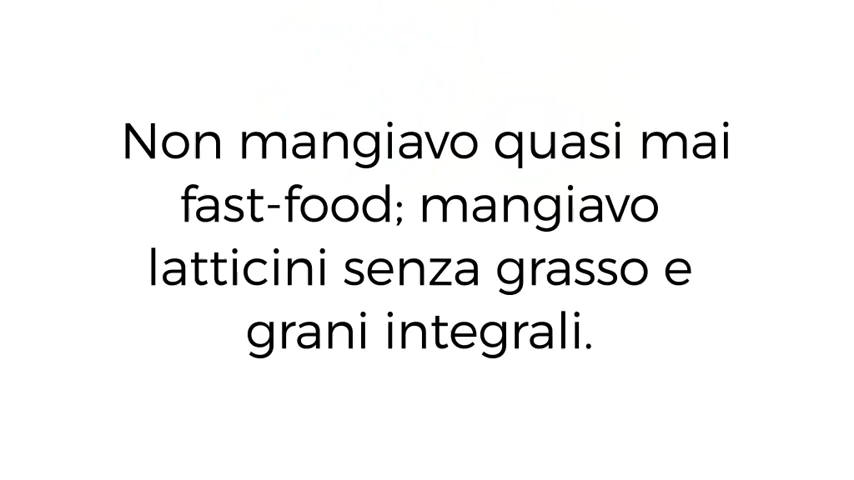 Non mangiavo quasi mai
fast-food; mangiavo
latticini senza grasso e
grani integrali.